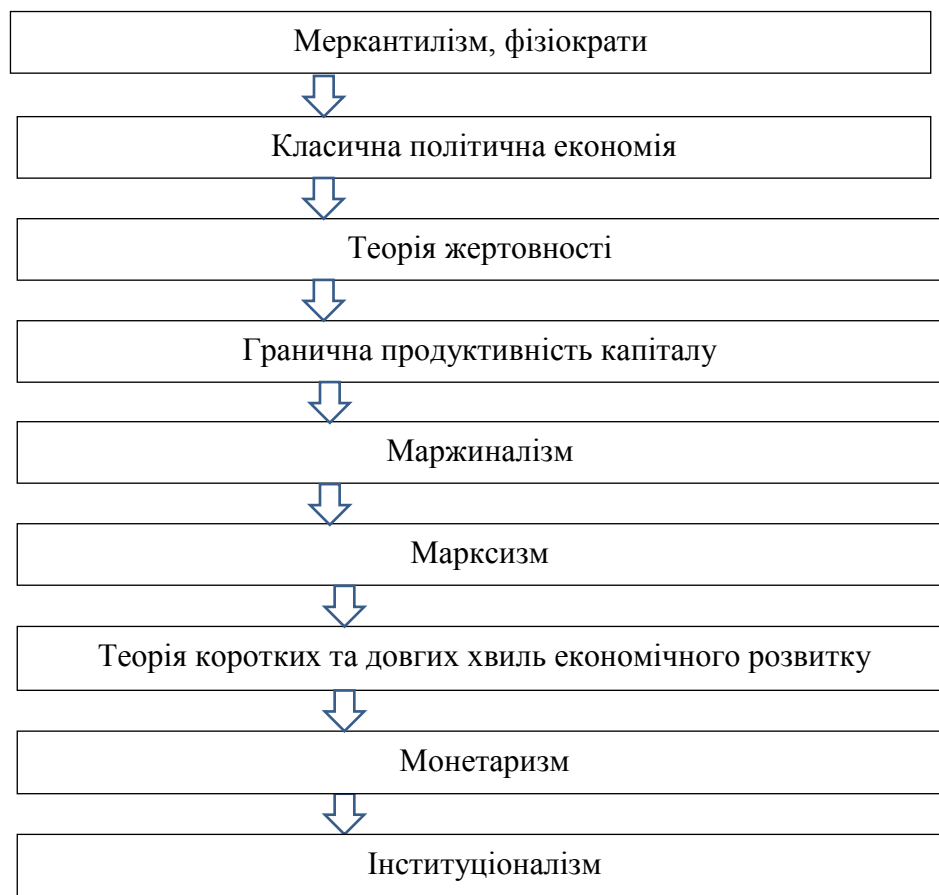 Меркантилізм, фізіократи
Класична політична економія
Теорія жертовності
Гранична продуктивність капіталу
Маржиналізм
Марксизм
Теорія коротких та довгих хвиль економічного розвитку
Монетаризм
Інституціоналізм